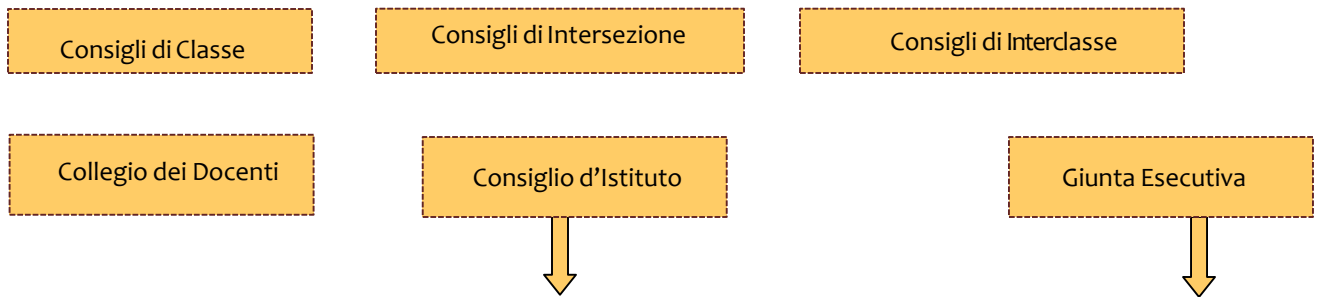 Consigli di Classe
Consigli di Intersezione
Consigli di Interclasse
Collegio dei Docenti
Consiglio d’Istituto
Giunta Esecutiva